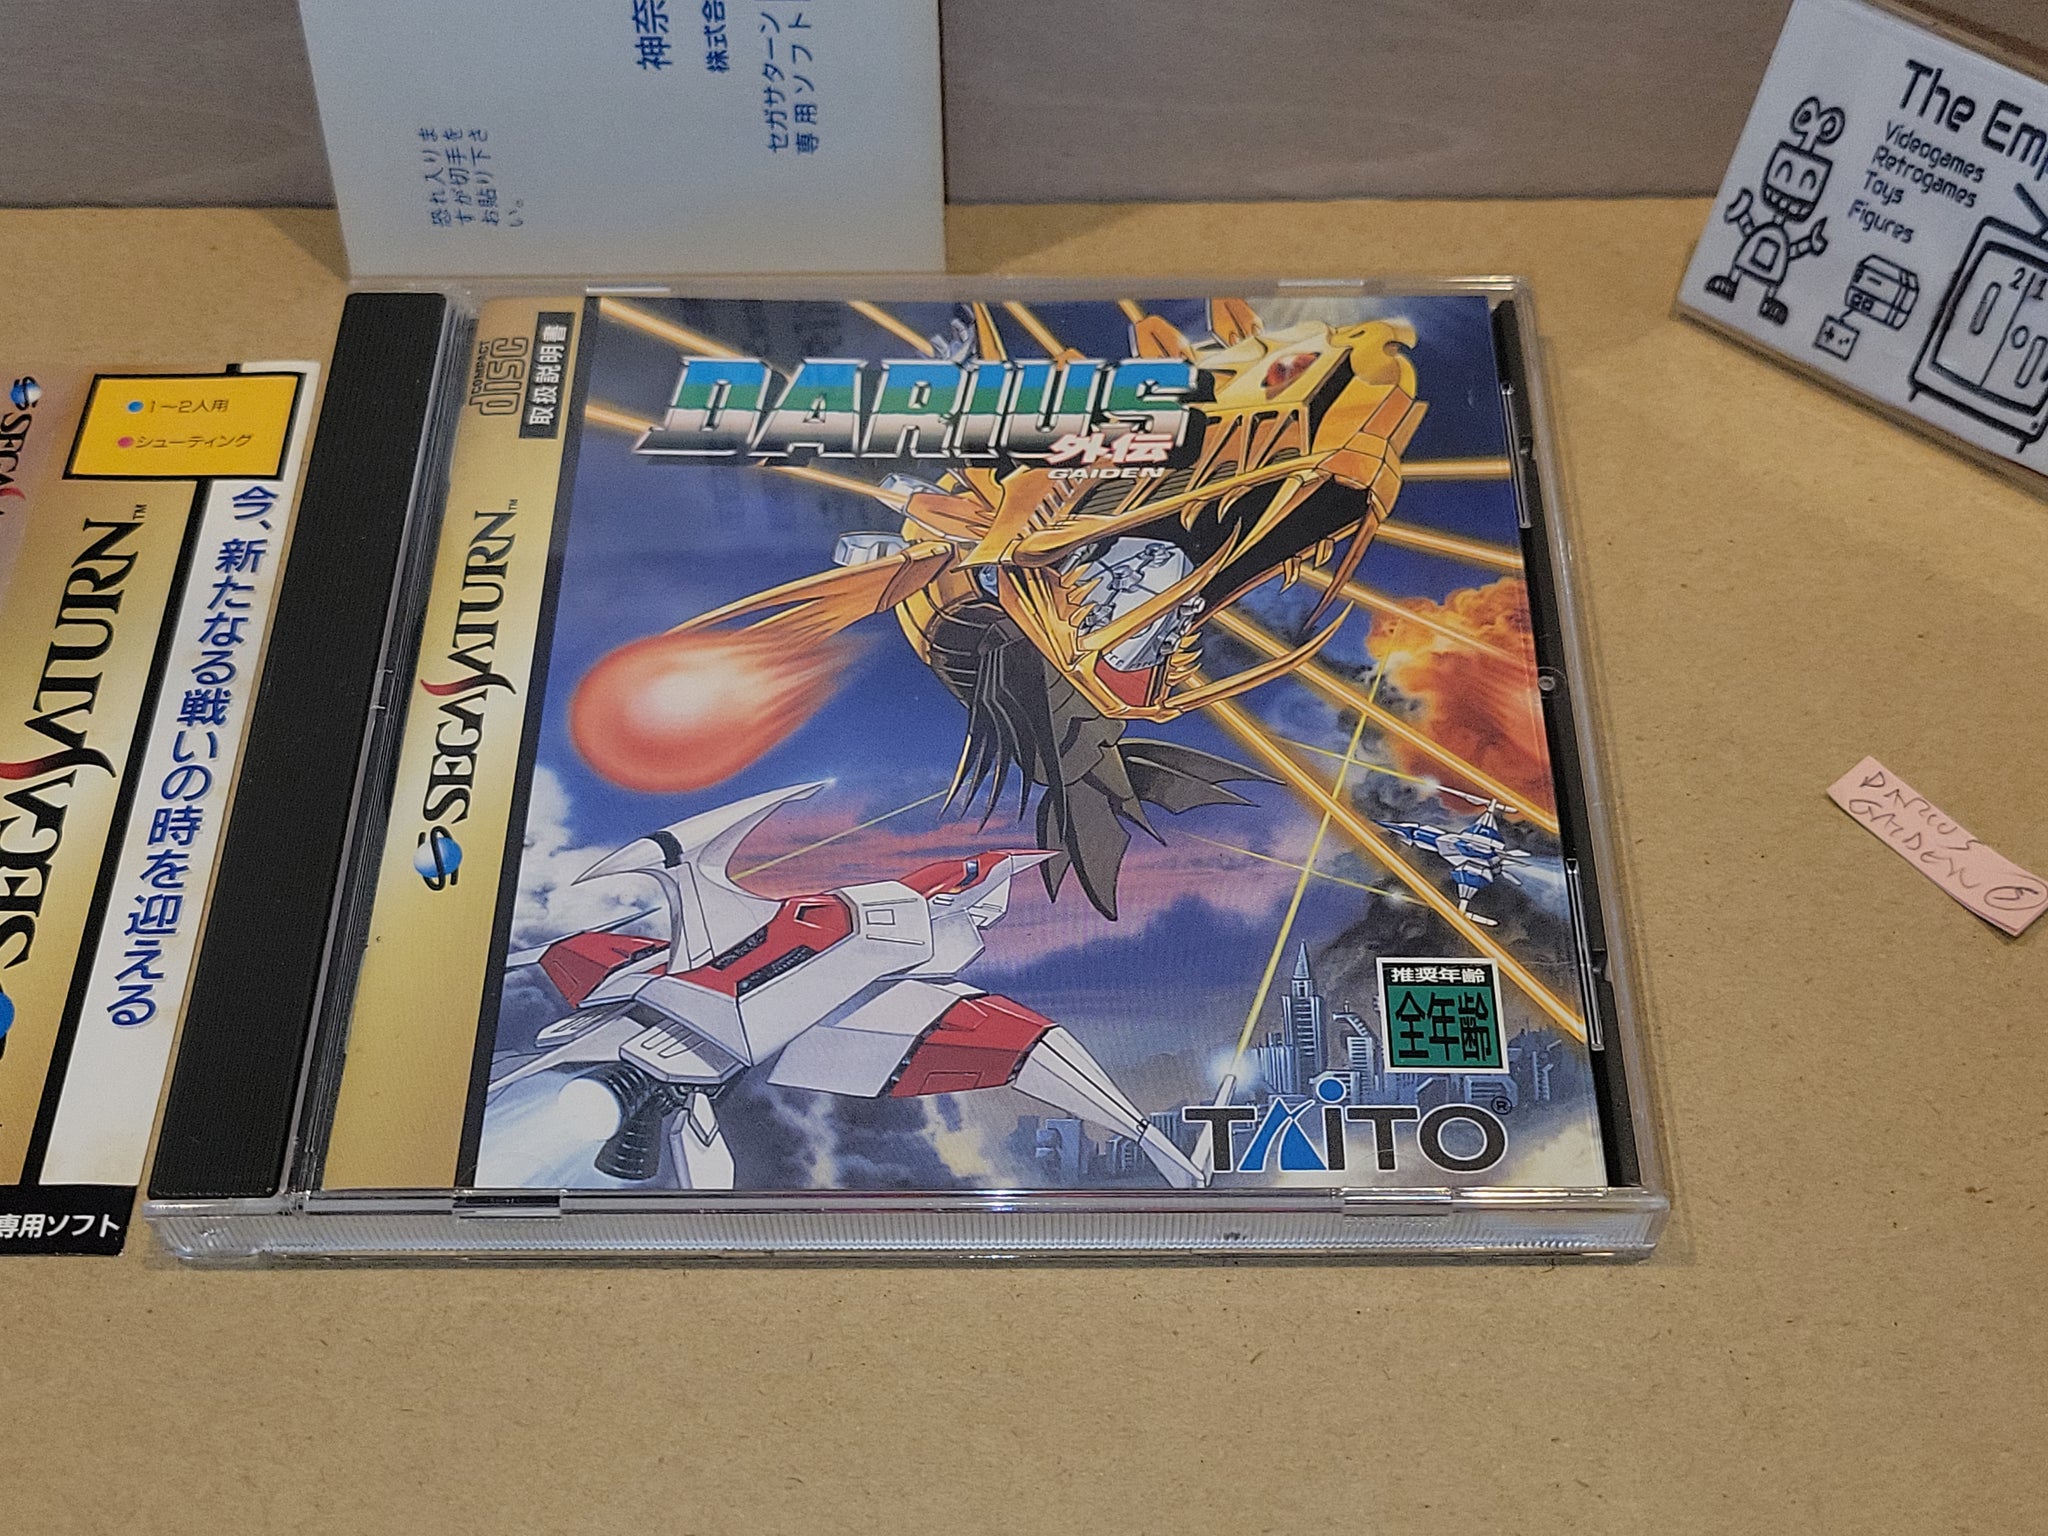 神奈
株式会
セガサターン
専用ソフト
恐れ入りま
すが切手を
お貼り下さ
い。
The Em
Videogames
Retrogames
Toys
Figures
1～2人用
シューティング
SEGA SATURN™
今、新たなる戦いの時を迎える
専用ソフト
COMPACT
disc
取扱説明書
SEGA SATURN™
DARIUS
外伝
GAIDEN
推奨年齢
全年齢
TAITO®
DARIUS
GAIDEN